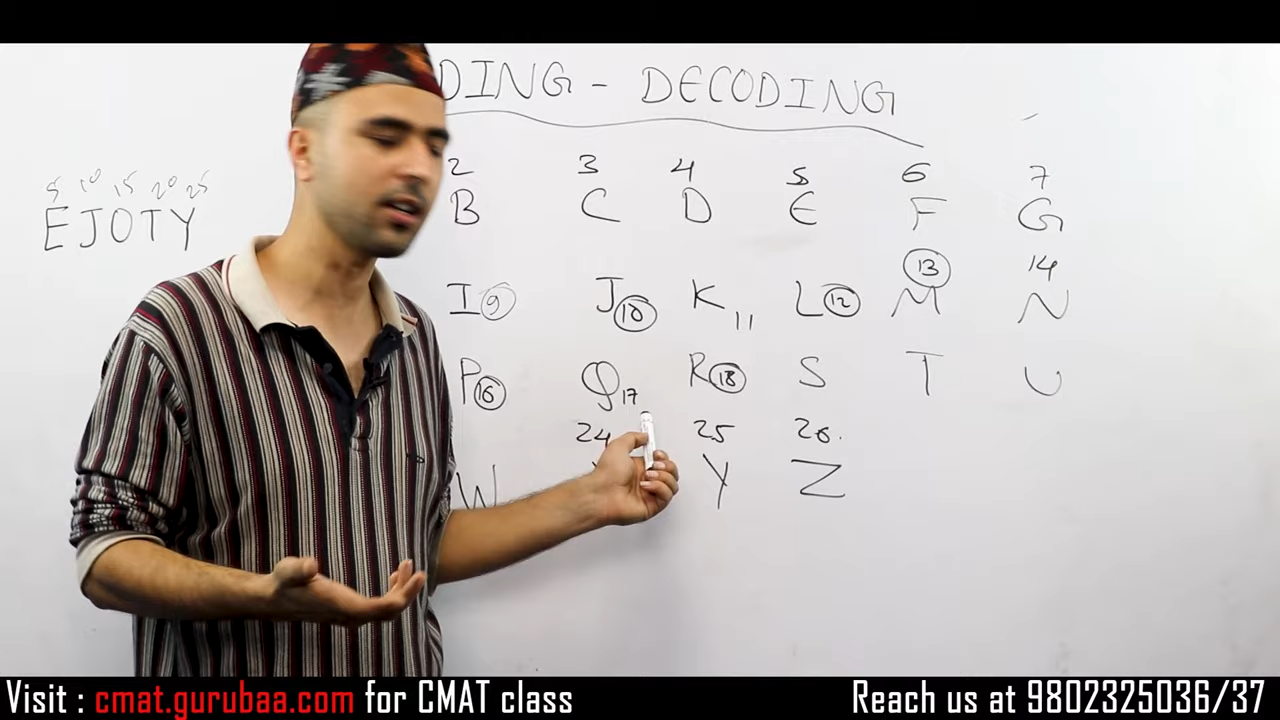 DING - DECODING
2 3 4 5 6 7
B C D E F G
5 10 15 20 25
EJOTY
13 14
I 9 J 10 K 11 L 12 M N
P 16 Q 17 R 18 S T U
24 25 26.
W Y Z
Visit : cmat.gurubaa.com for CMAT class
Reach us at 9802325036/37